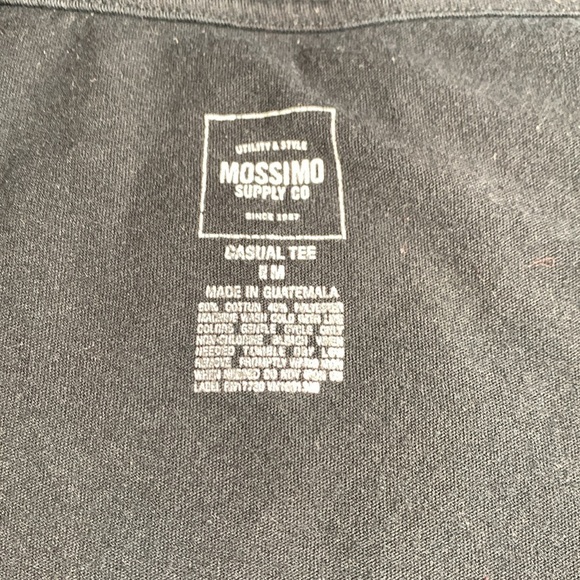 UTILITY & STYLE
MOSSIMO
SUPPLY CO
SINCE 1987
CASUAL TEE
M
MADE IN GUATEMALA
60% COTTON 40% POLYESTER
MACHINE WASH COLD WITH LIKE
COLORS GENTLE CYCLE ONLY
NON-CHLORINE BLEACH WHEN
NEEDED TUMBLE DRY LOW
REMOVE PROMPTLY
WHEN NEEDED DO NOT IRON ON
LABEL